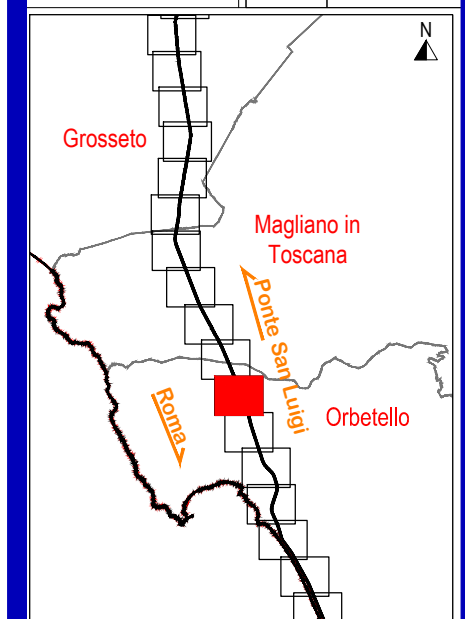 N
Grosseto
Magliano in
Toscana
Ponte San Luigi
Roma
Orbetello